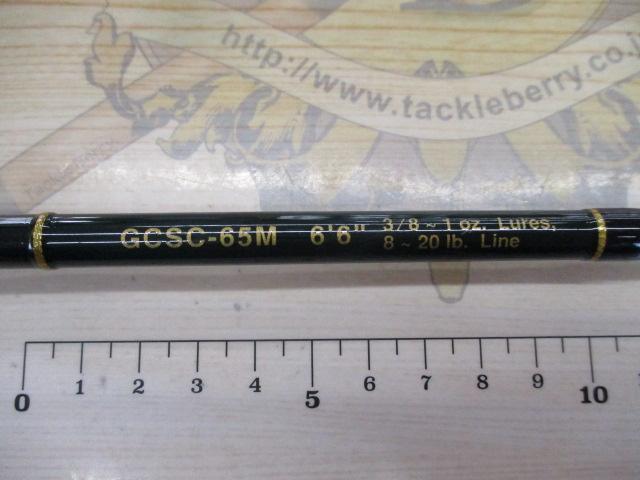 http://www.tackleberry.co.j
GCSC-65M 6'6" 3/8 ~ 1 oz. Lures,
8 ~ 20 lb. Line
0 1 2 3 4 5 6 7 8 9 10